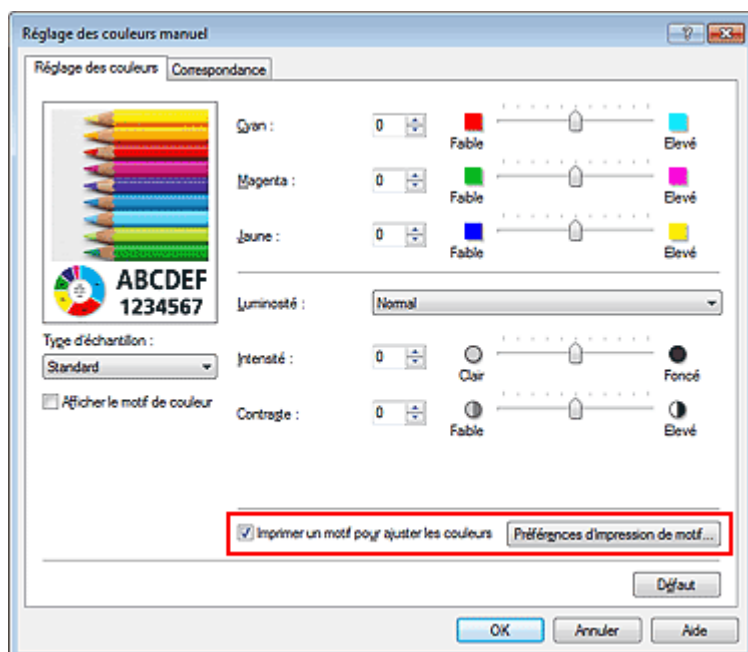 Réglage des couleurs manuel
Réglage des couleurs
Correspondance
ABCDEF
1234567
Type d'échantillon :
Standard
Afficher le motif de couleur
Cyan :
0
Faible
Elevé
Magenta :
0
Faible
Elevé
Jaune :
0
Faible
Elevé
Luminosité :
Normal
Intensité :
0
Clair
Foncé
Contraste :
0
Faible
Elevé
Imprimer un motif pour ajuster les couleurs
Préférences d'impression de motif...
Défaut
OK
Annuler
Aide